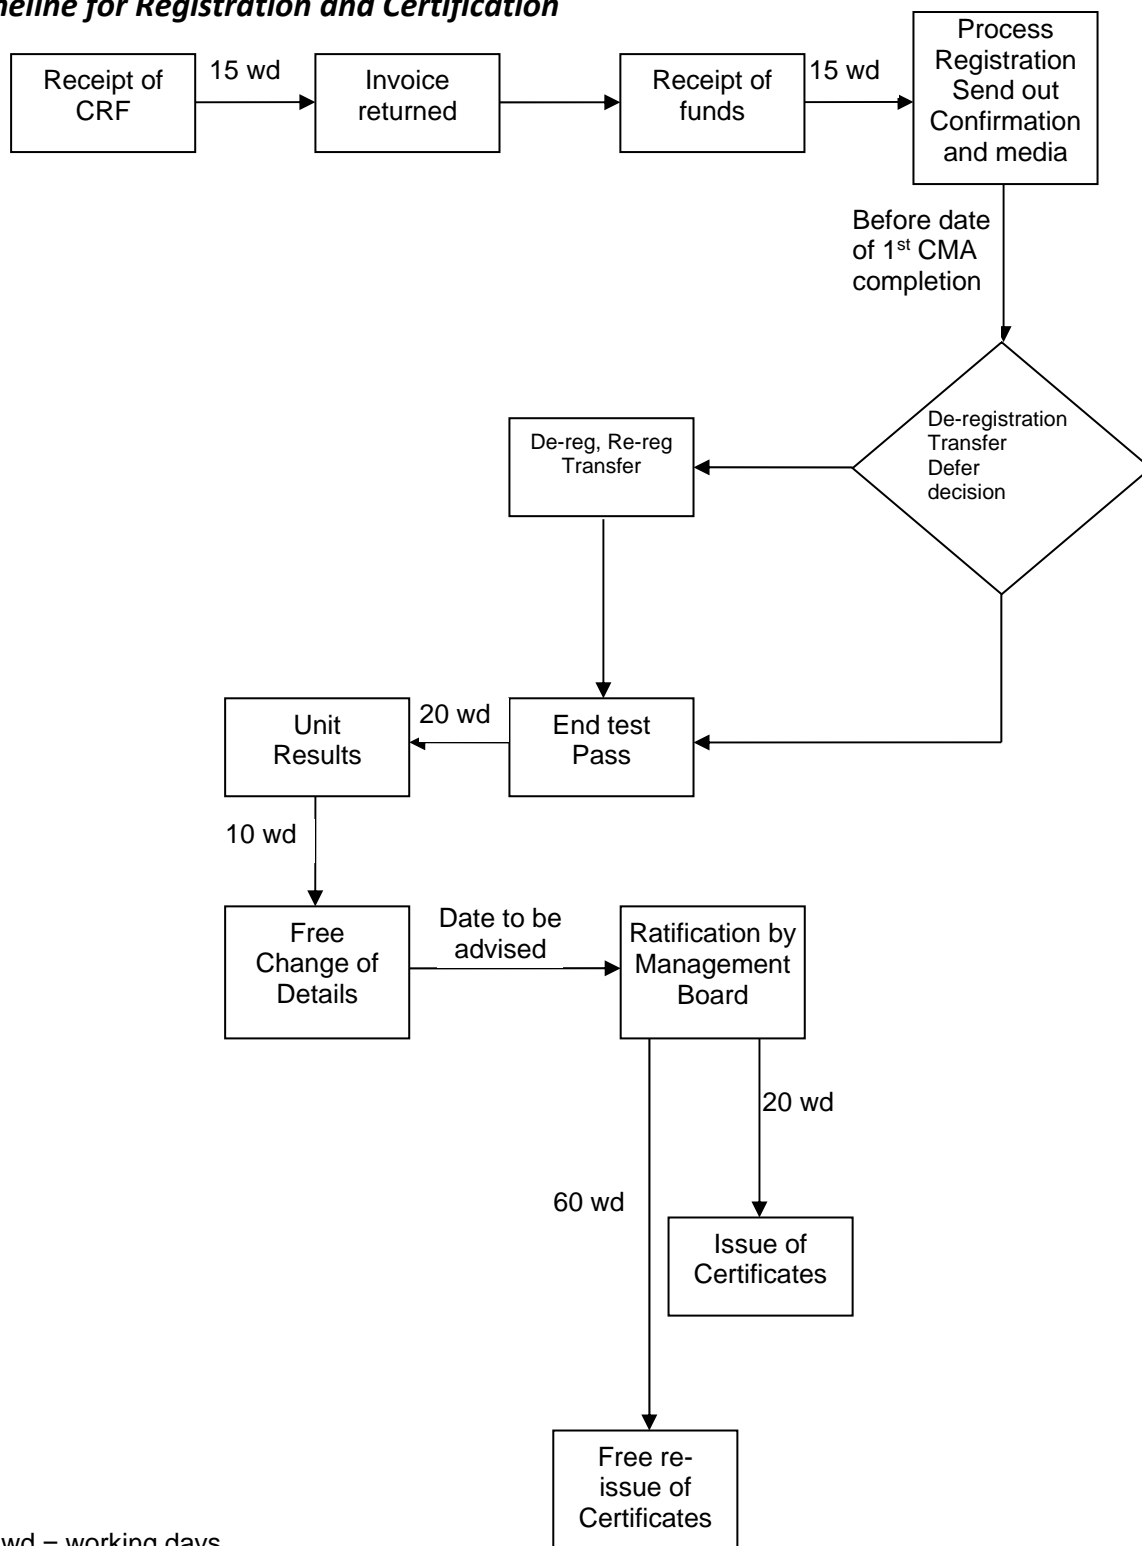 neline for Registration and Certification
Receipt of
CRF
15 wd
Invoice
returned
Receipt of
funds
15 wd
Process
Registration
Send out
Confirmation
and media
Before date
of 1st CMA
completion
De-registration
Transfer
Defer
decision
De-reg, Re-reg
Transfer
Unit
Results
20 wd
End test
Pass
10 wd
Free
Change of
Details
Date to be
advised
Ratification by
Management
Board
20 wd
60 wd
Issue of
Certificates
Free re-
issue of
Certificates
wd = working days